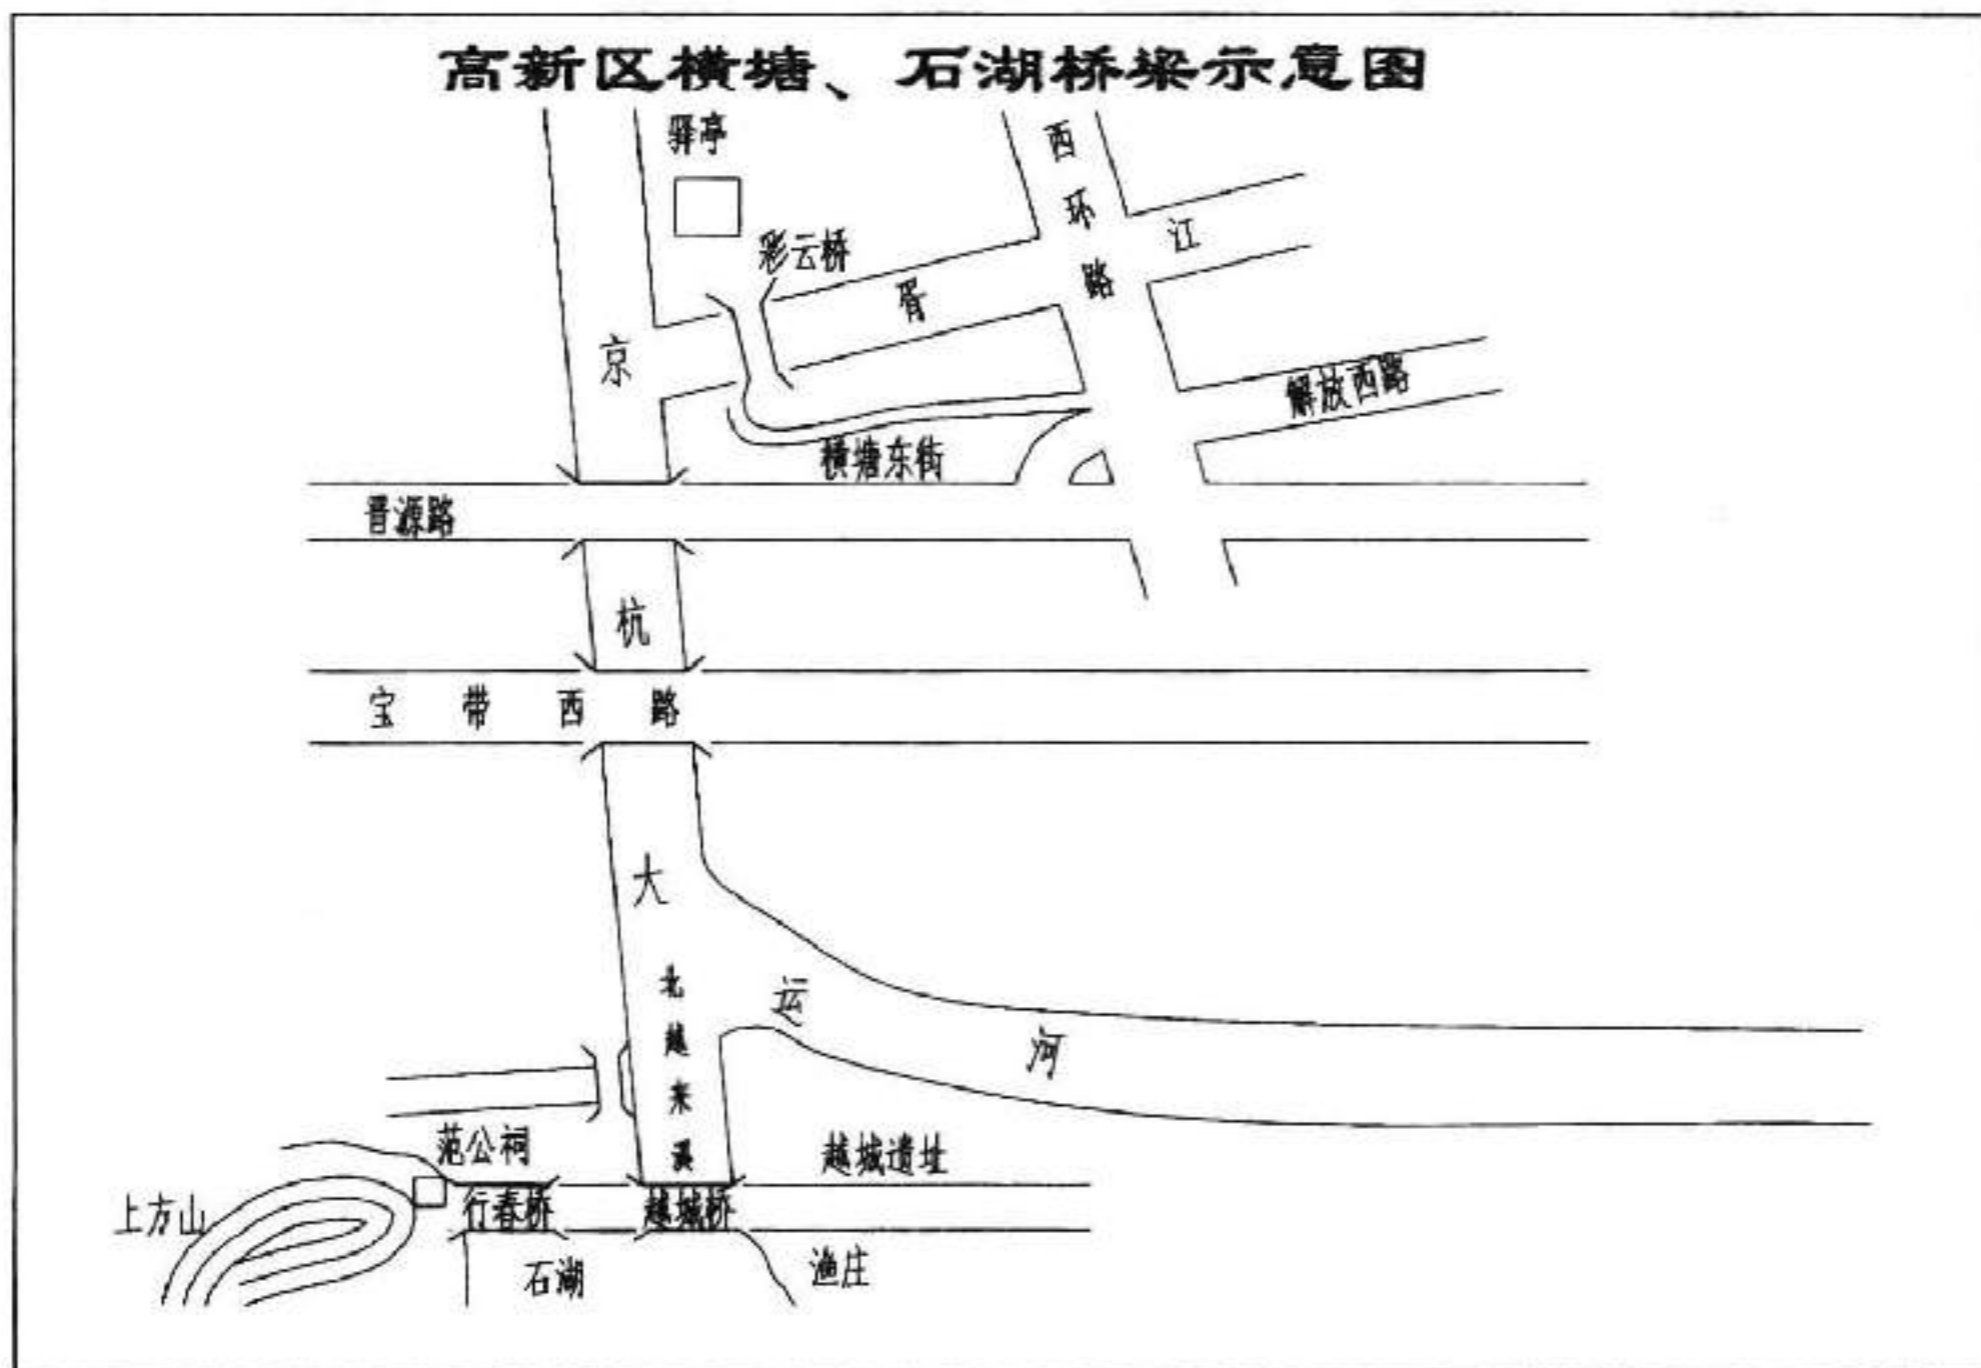 高新区横塘、石湖桥梁示意图
驿亭
西环路
彩云桥
胥江
京杭大运河
解放西路
横塘东街
晋源路
宝带西路
北越来溪
范公祠
越城遗址
上方山
行春桥
越城桥
石湖
渔庄